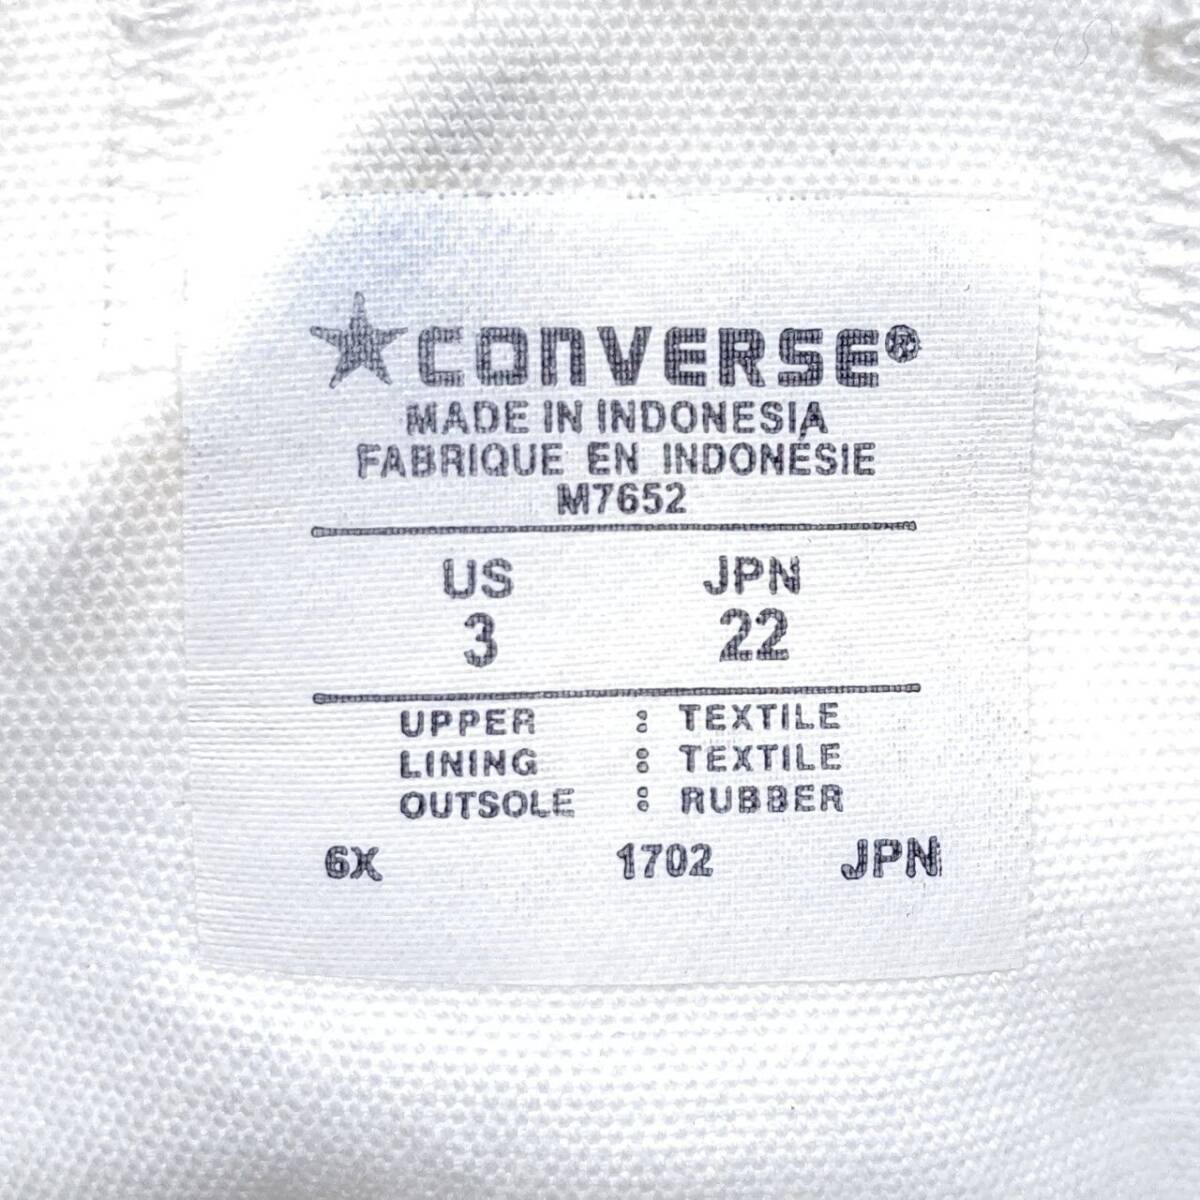 CONVERSE®
MADE IN INDONESIA
FABRIQUE EN INDONÉSIE
M7652
US JPN
3 22
UPPER : TEXTILE
LINING : TEXTILE
OUTSOLE : RUBBER
6X 1702 JPN